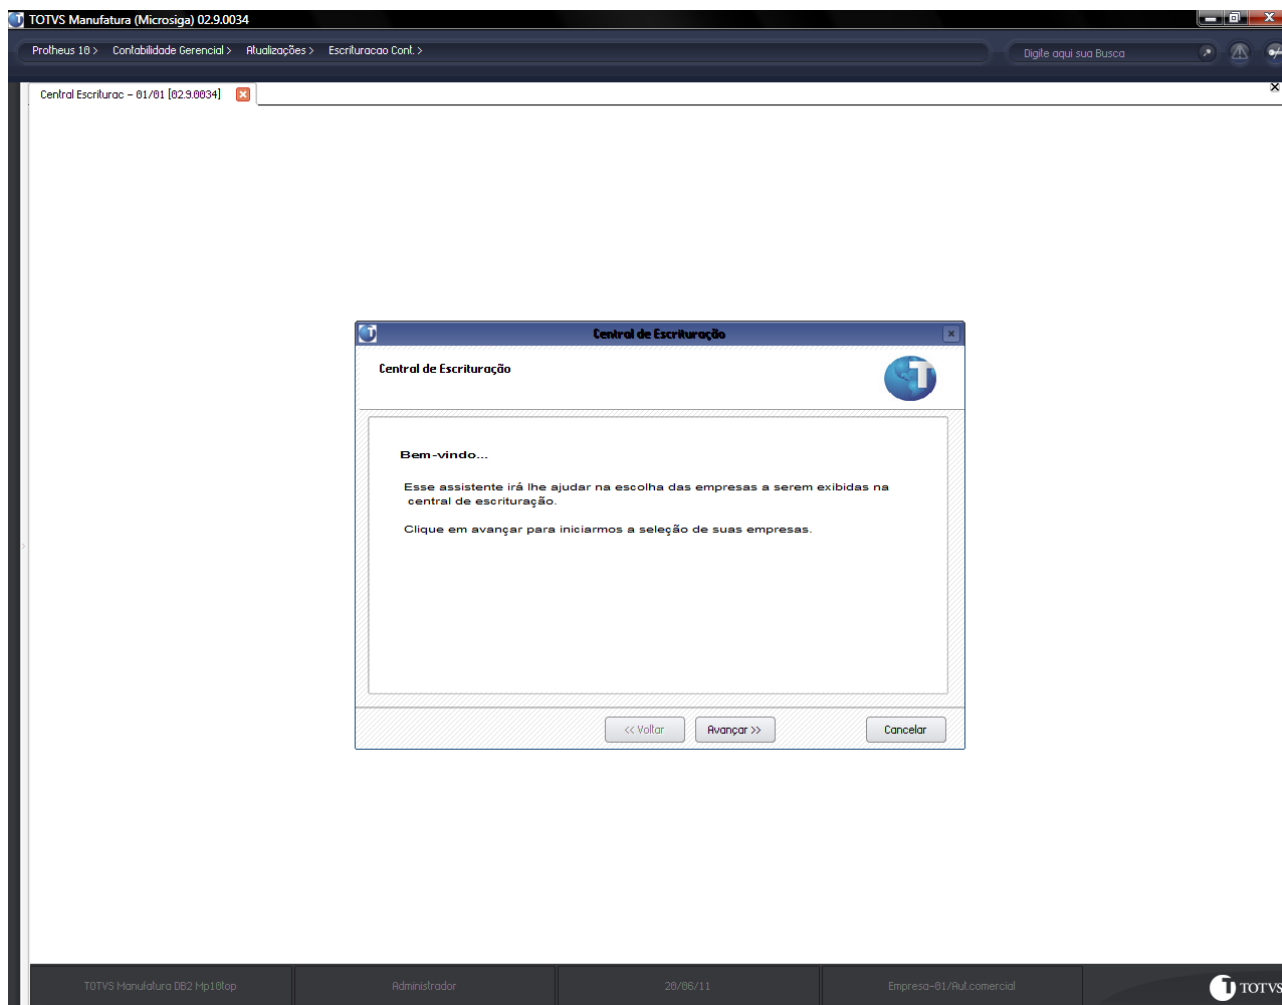 TOTVS Manufatura (Microsiga) 02.9.0034
Protheus 10 > Contabilidade Gerencial > Atualizações > Escrituracao Cont. >
Digite aqui sua Busca
Central Escriturac - 01/01 [02.9.0034]
Central de Escrituração
Central de Escrituração
Bem-vindo...
Esse assistente irá lhe ajudar na escolha das empresas a serem exibidas na
central de escrituração.
Clique em avançar para iniciarmos a seleção de suas empresas.
<< Voltar
Avançar >>
Cancelar
TOTVS Manufatura DB2 Mp10top
Administrador
20/06/11
Empresa-01/Aut.comercial
TOTVS